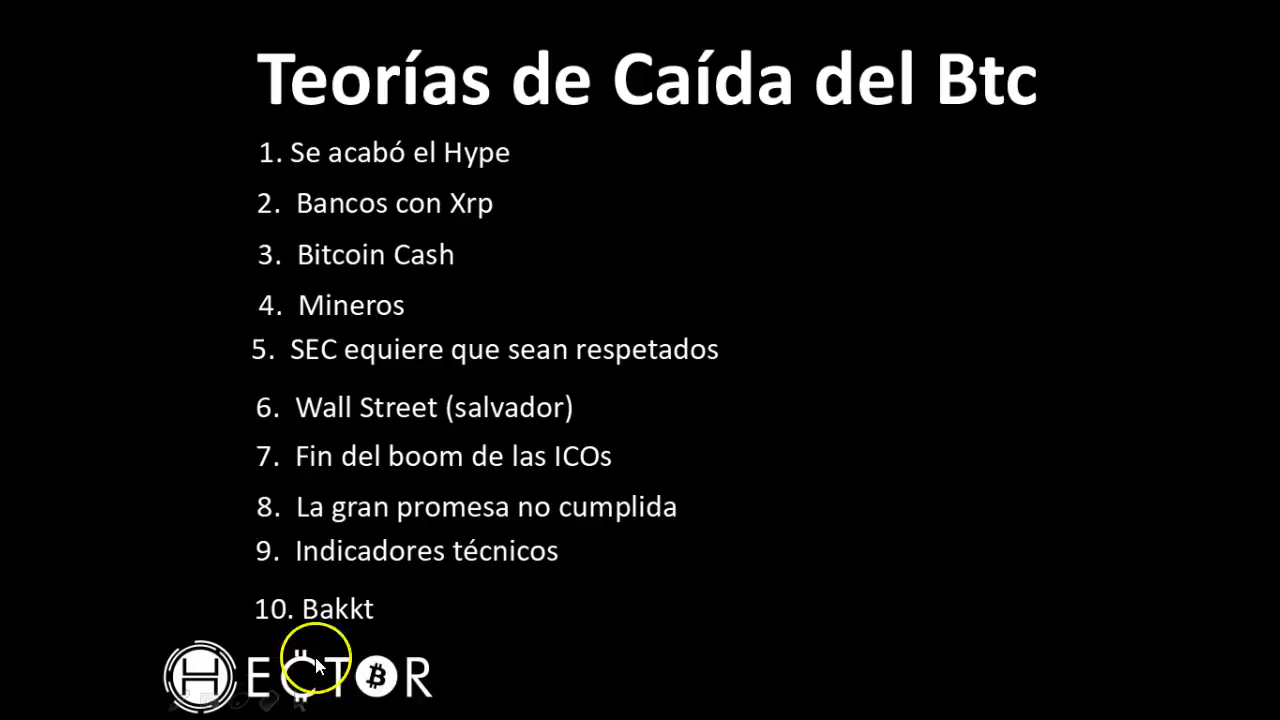 Teorías de Caída del Btc
1. Se acabó el Hype
2. Bancos con Xrp
3. Bitcoin Cash
4. Mineros
5. SEC equiere que sean respetados
6. Wall Street (salvador)
7. Fin del boom de las ICOs
8. La gran promesa no cumplida
9. Indicadores técnicos
10. Bakkt
HECTOR